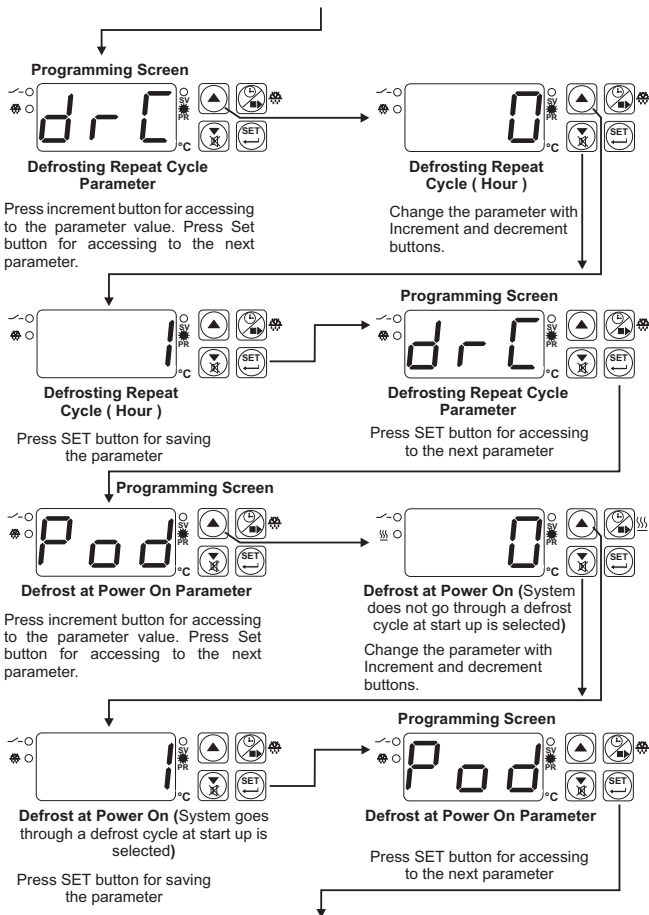 Programming Screen
drC
SV
PR
°C
SET
Defrosting Repeat Cycle
Parameter
Press increment button for accessing
to the parameter value. Press Set
button for accessing to the next
parameter.
0
SV
PR
°C
SET
Defrosting Repeat
Cycle ( Hour )
Change the parameter with
Increment and decrement
buttons.
1
SV
PR
°C
SET
Defrosting Repeat
Cycle ( Hour )
Press SET button for saving
the parameter
Programming Screen
drC
SV
PR
°C
SET
Defrosting Repeat Cycle
Parameter
Press SET button for accessing
to the next parameter
Programming Screen
Pod
SV
PR
°C
SET
Defrost at Power On Parameter
Press increment button for accessing
to the parameter value. Press Set
button for accessing to the next
parameter.
0
SV
PR
°C
SET
Defrost at Power On (System
does not go through a defrost
cycle at start up is selected)
Change the parameter with
Increment and decrement
buttons.
1
SV
PR
°C
SET
Defrost at Power On (System goes
through a defrost cycle at start up is
selected)
Press SET button for saving
the parameter
Programming Screen
Pod
SV
PR
°C
SET
Defrost at Power On Parameter
Press SET button for accessing
to the next parameter